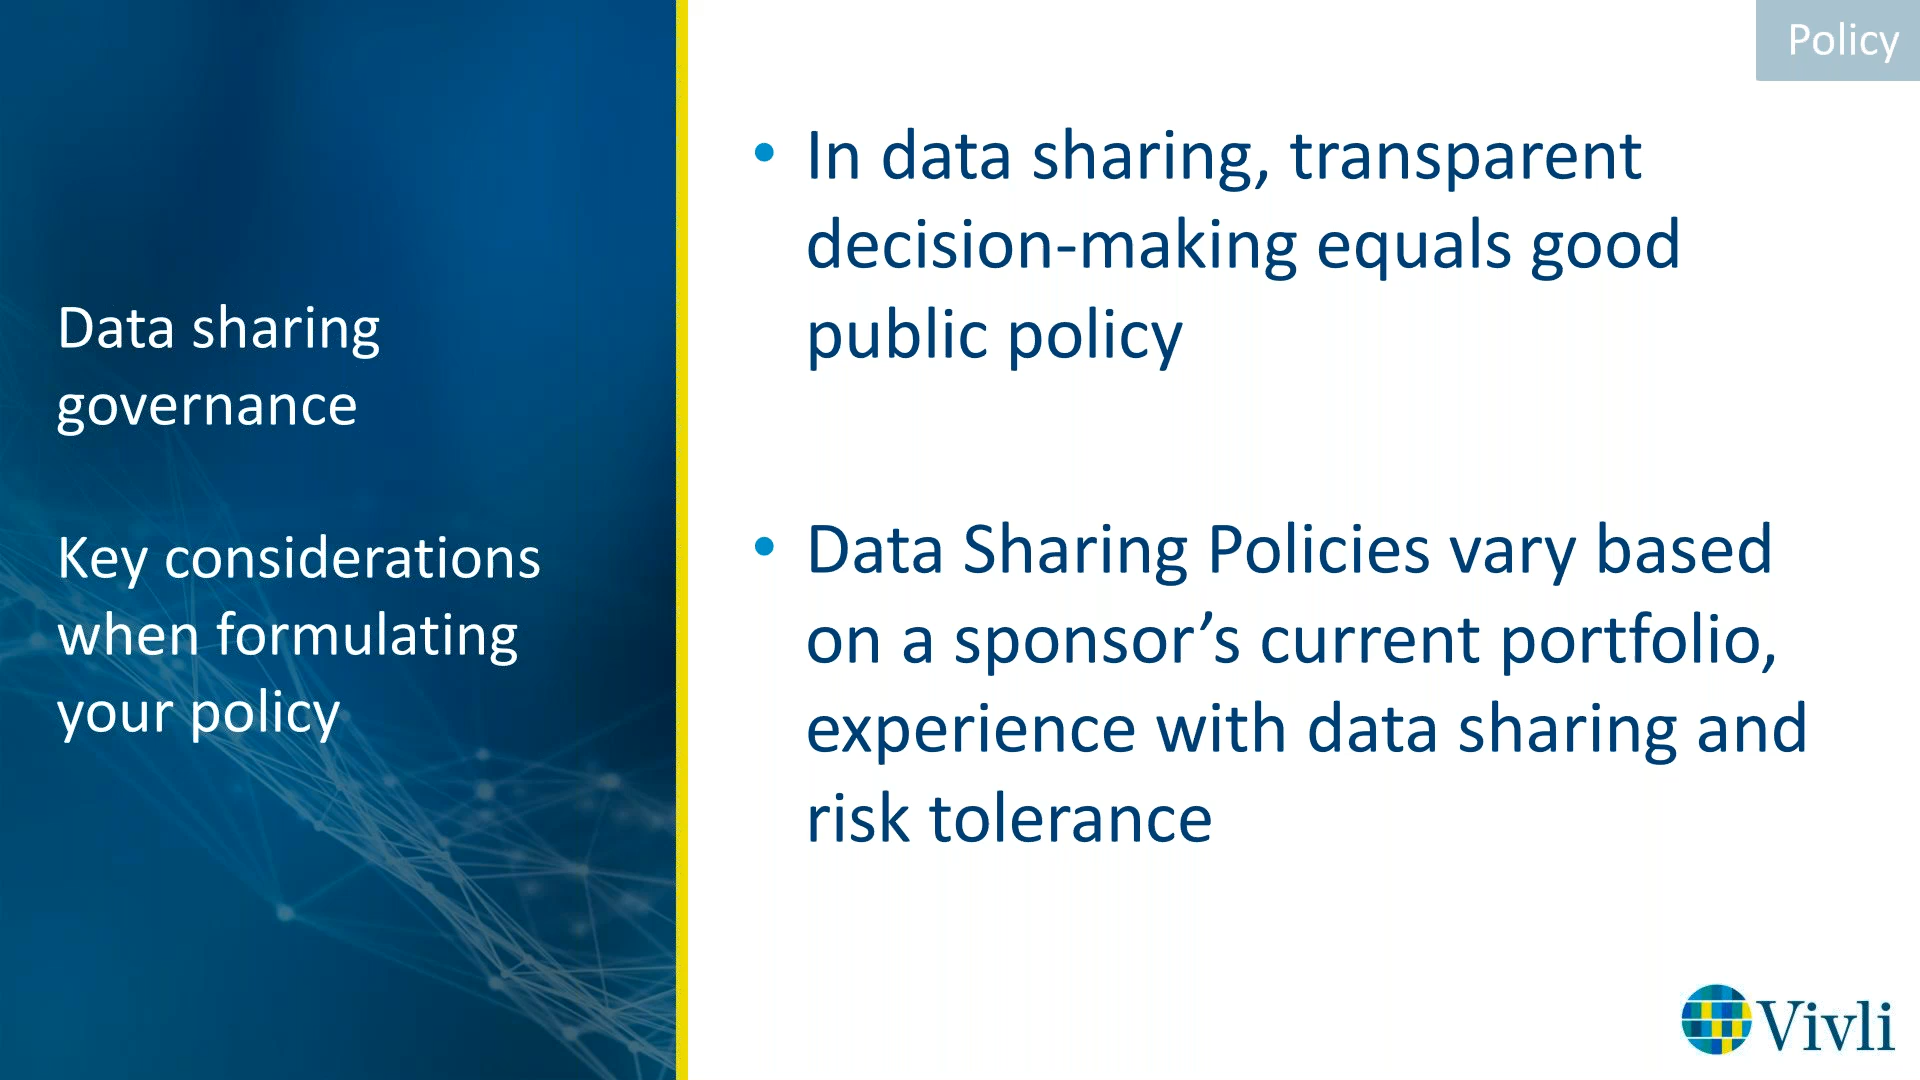 Policy
Data sharing
governance
Key considerations
when formulating
your policy
• In data sharing, transparent
decision-making equals good
public policy
• Data Sharing Policies vary based
on a sponsor’s current portfolio,
experience with data sharing and
risk tolerance
Vivli